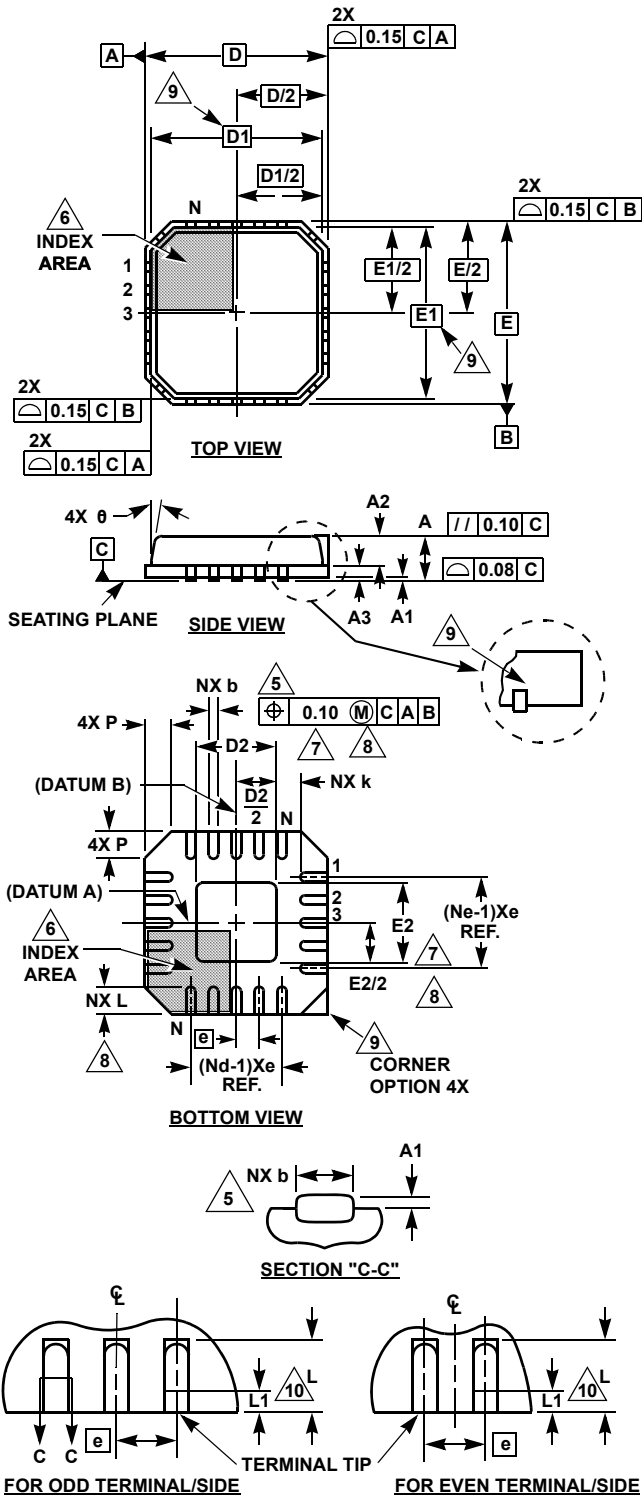 2X
⌓ 0.15 C A
A
D
D/2
9
D1
D1/2
2X
⌓ 0.15 C B
6
INDEX
AREA
N
1
2
3
E1/2
E/2
E1
E
9
2X
⌓ 0.15 C B
2X
⌓ 0.15 C A
B
TOP VIEW
4X θ
A2
A
// 0.10 C
C
⌓ 0.08 C
SEATING PLANE
A3
A1
SIDE VIEW
9
NX b
5
⌖ 0.10 Ⓜ C A B
4X P
D2
7
8
(DATUM B)
D2
2
NX k
N
4X P
1
2
3
(DATUM A)
(Ne-1)Xe
REF.
6
INDEX
AREA
E2
7
E2/2
8
NX L
8
N
e
(Nd-1)Xe
REF.
9
CORNER
OPTION 4X
BOTTOM VIEW
A1
NX b
5
SECTION "C-C"
℄
℄
L
10
L1
L
10
L1
C C
e
TERMINAL TIP
e
FOR ODD TERMINAL/SIDE
FOR EVEN TERMINAL/SIDE